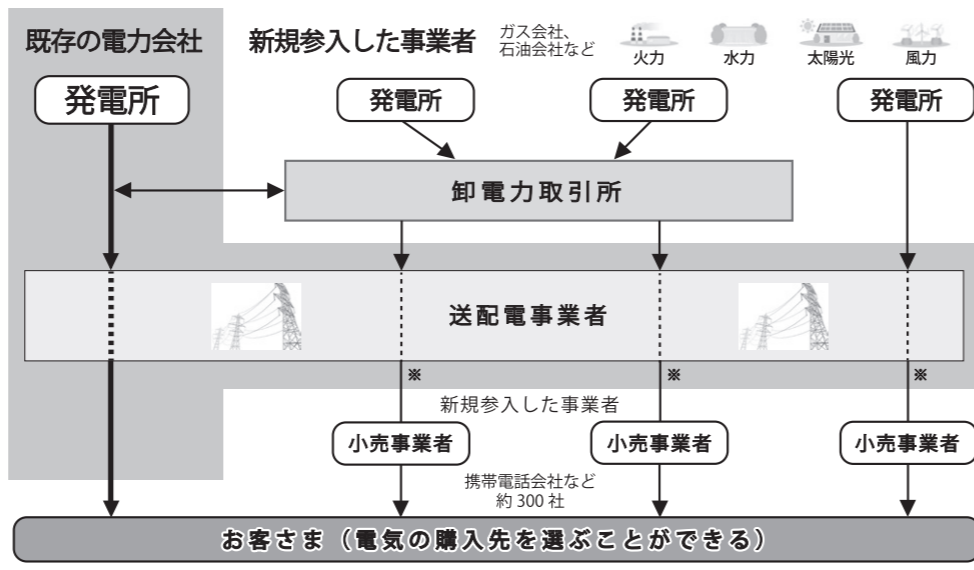 既存の電力会社
新規参入した事業者
ガス会社、
石油会社など
火力
水力
太陽光
風力
発電所
発電所
発電所
発電所
卸電力取引所
送配電事業者
※
※
※
新規参入した事業者
小売事業者
小売事業者
小売事業者
携帯電話会社など
約300社
お客さま（電気の購入先を選ぶことができる）